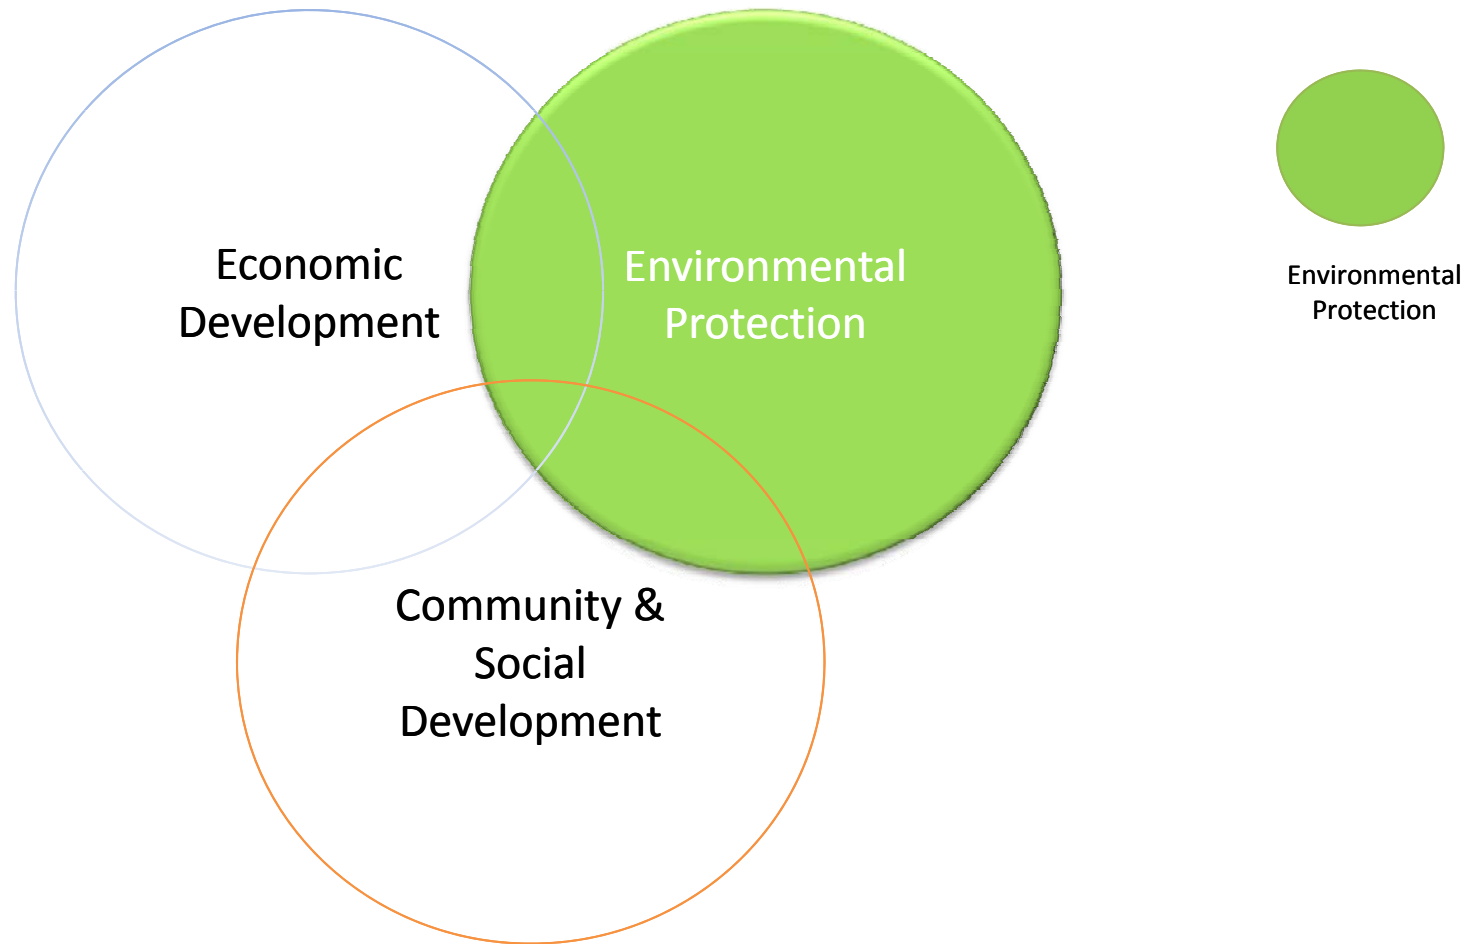 Economic
Development
Environmental
Protection
Community &
Social
Development
Environmental
Protection